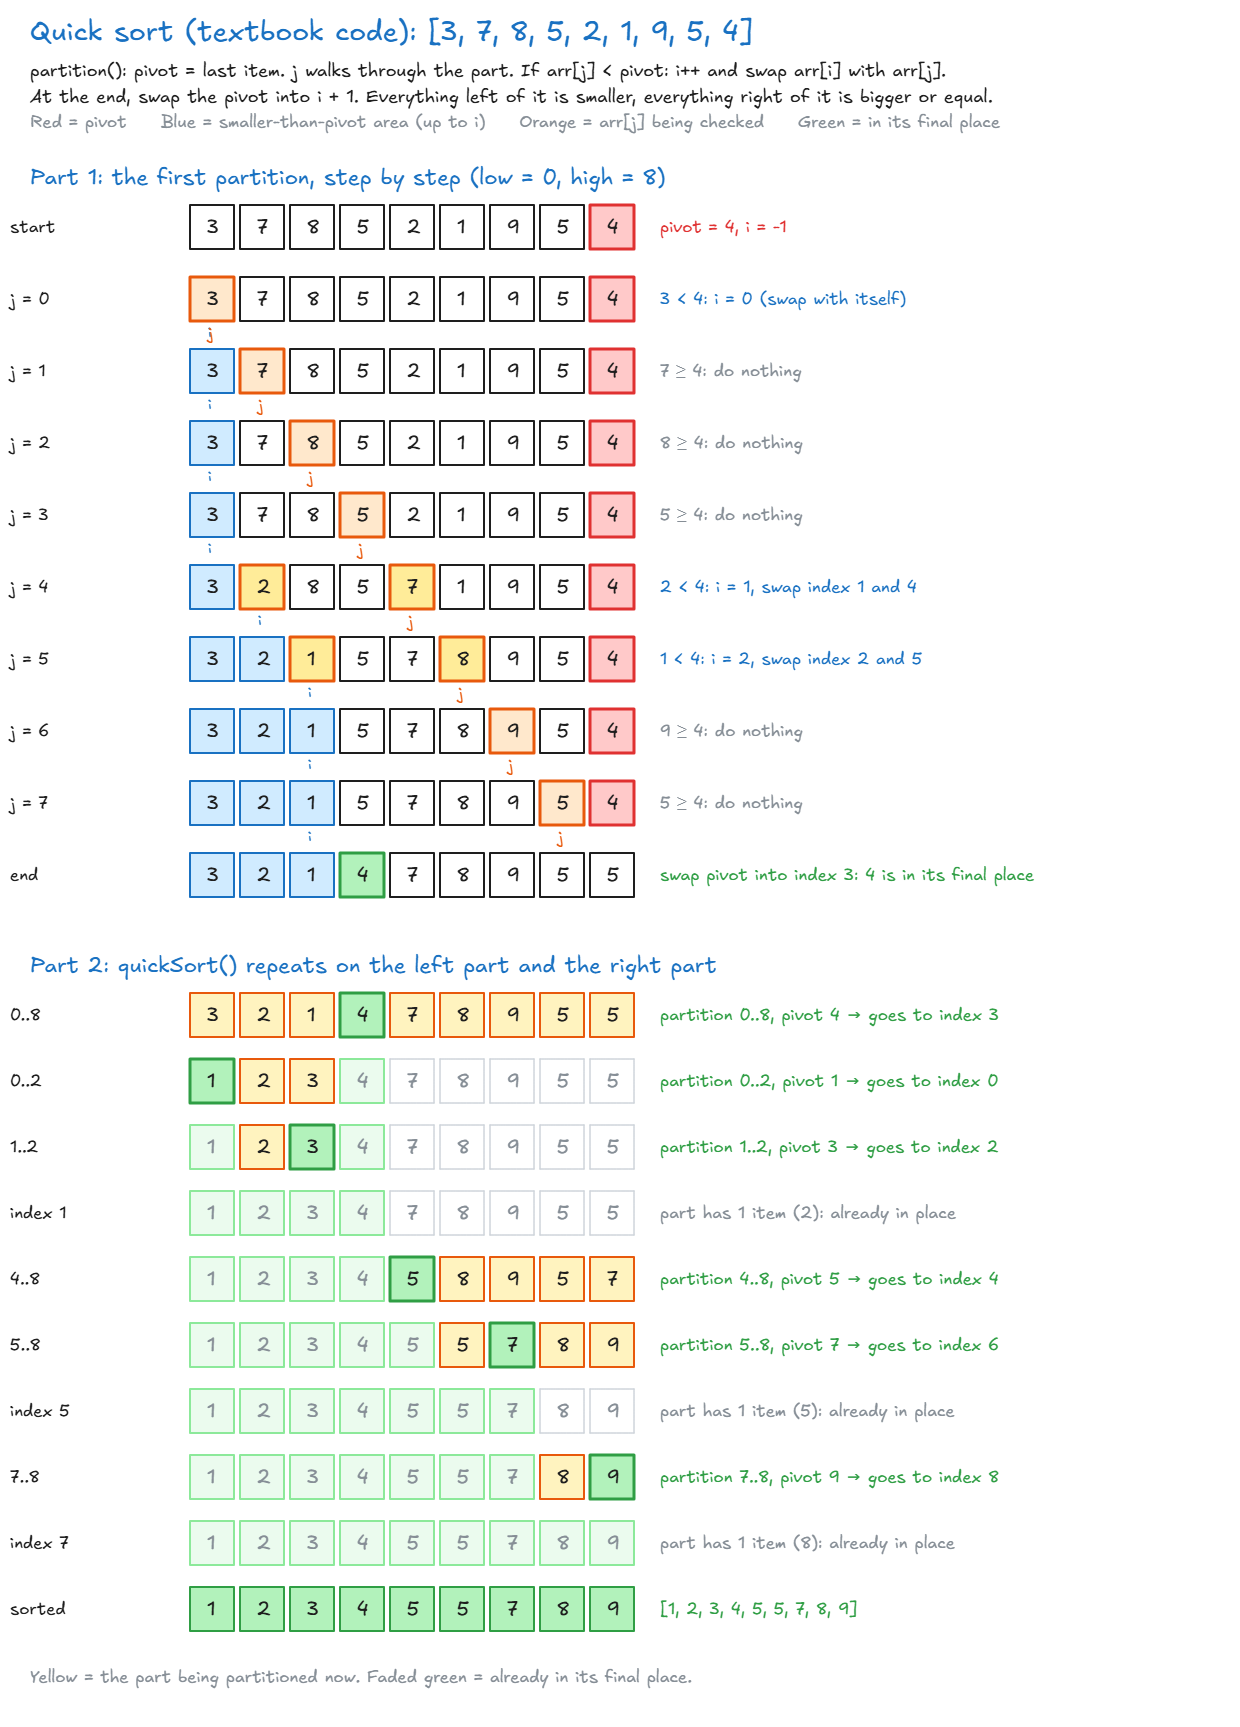 Quick sort (textbook code): [3, 7, 8, 5, 2, 1, 9, 5, 4]
partition(): pivot = last item. j walks through the part. If arr[j] < pivot: i++ and swap arr[i] with arr[j].
At the end, swap the pivot into i + 1. Everything left of it is smaller, everything right of it is bigger or equal.
Red = pivot Blue = smaller-than-pivot area (up to i) Orange = arr[j] being checked Green = in its final place
Part 1: the first partition, step by step (low = 0, high = 8)
start 3 7 8 5 2 1 9 5 4 pivot = 4, i = -1
j = 0 3 7 8 5 2 1 9 5 4 3 < 4: i = 0 (swap with itself)
j
j = 1 3 7 8 5 2 1 9 5 4 7 ≥ 4: do nothing
i j
j = 2 3 7 8 5 2 1 9 5 4 8 ≥ 4: do nothing
i j
j = 3 3 7 8 5 2 1 9 5 4 5 ≥ 4: do nothing
i j
j = 4 3 2 8 5 7 1 9 5 4 2 < 4: i = 1, swap index 1 and 4
i j
j = 5 3 2 1 5 7 8 9 5 4 1 < 4: i = 2, swap index 2 and 5
i j
j = 6 3 2 1 5 7 8 9 5 4 9 ≥ 4: do nothing
i j
j = 7 3 2 1 5 7 8 9 5 4 5 ≥ 4: do nothing
i j
end 3 2 1 4 7 8 9 5 5 swap pivot into index 3: 4 is in its final place
Part 2: quickSort() repeats on the left part and the right part
0..8 3 2 1 4 7 8 9 5 5 partition 0..8, pivot 4 → goes to index 3
0..2 1 2 3 4 7 8 9 5 5 partition 0..2, pivot 1 → goes to index 0
1..2 1 2 3 4 7 8 9 5 5 partition 1..2, pivot 3 → goes to index 2
index 1 1 2 3 4 7 8 9 5 5 part has 1 item (2): already in place
4..8 1 2 3 4 5 8 9 5 7 partition 4..8, pivot 5 → goes to index 4
5..8 1 2 3 4 5 5 7 8 9 partition 5..8, pivot 7 → goes to index 6
index 5 1 2 3 4 5 5 7 8 9 part has 1 item (5): already in place
7..8 1 2 3 4 5 5 7 8 9 partition 7..8, pivot 9 → goes to index 8
index 7 1 2 3 4 5 5 7 8 9 part has 1 item (8): already in place
sorted 1 2 3 4 5 5 7 8 9 [1, 2, 3, 4, 5, 5, 7, 8, 9]
Yellow = the part being partitioned now. Faded green = already in its final place.